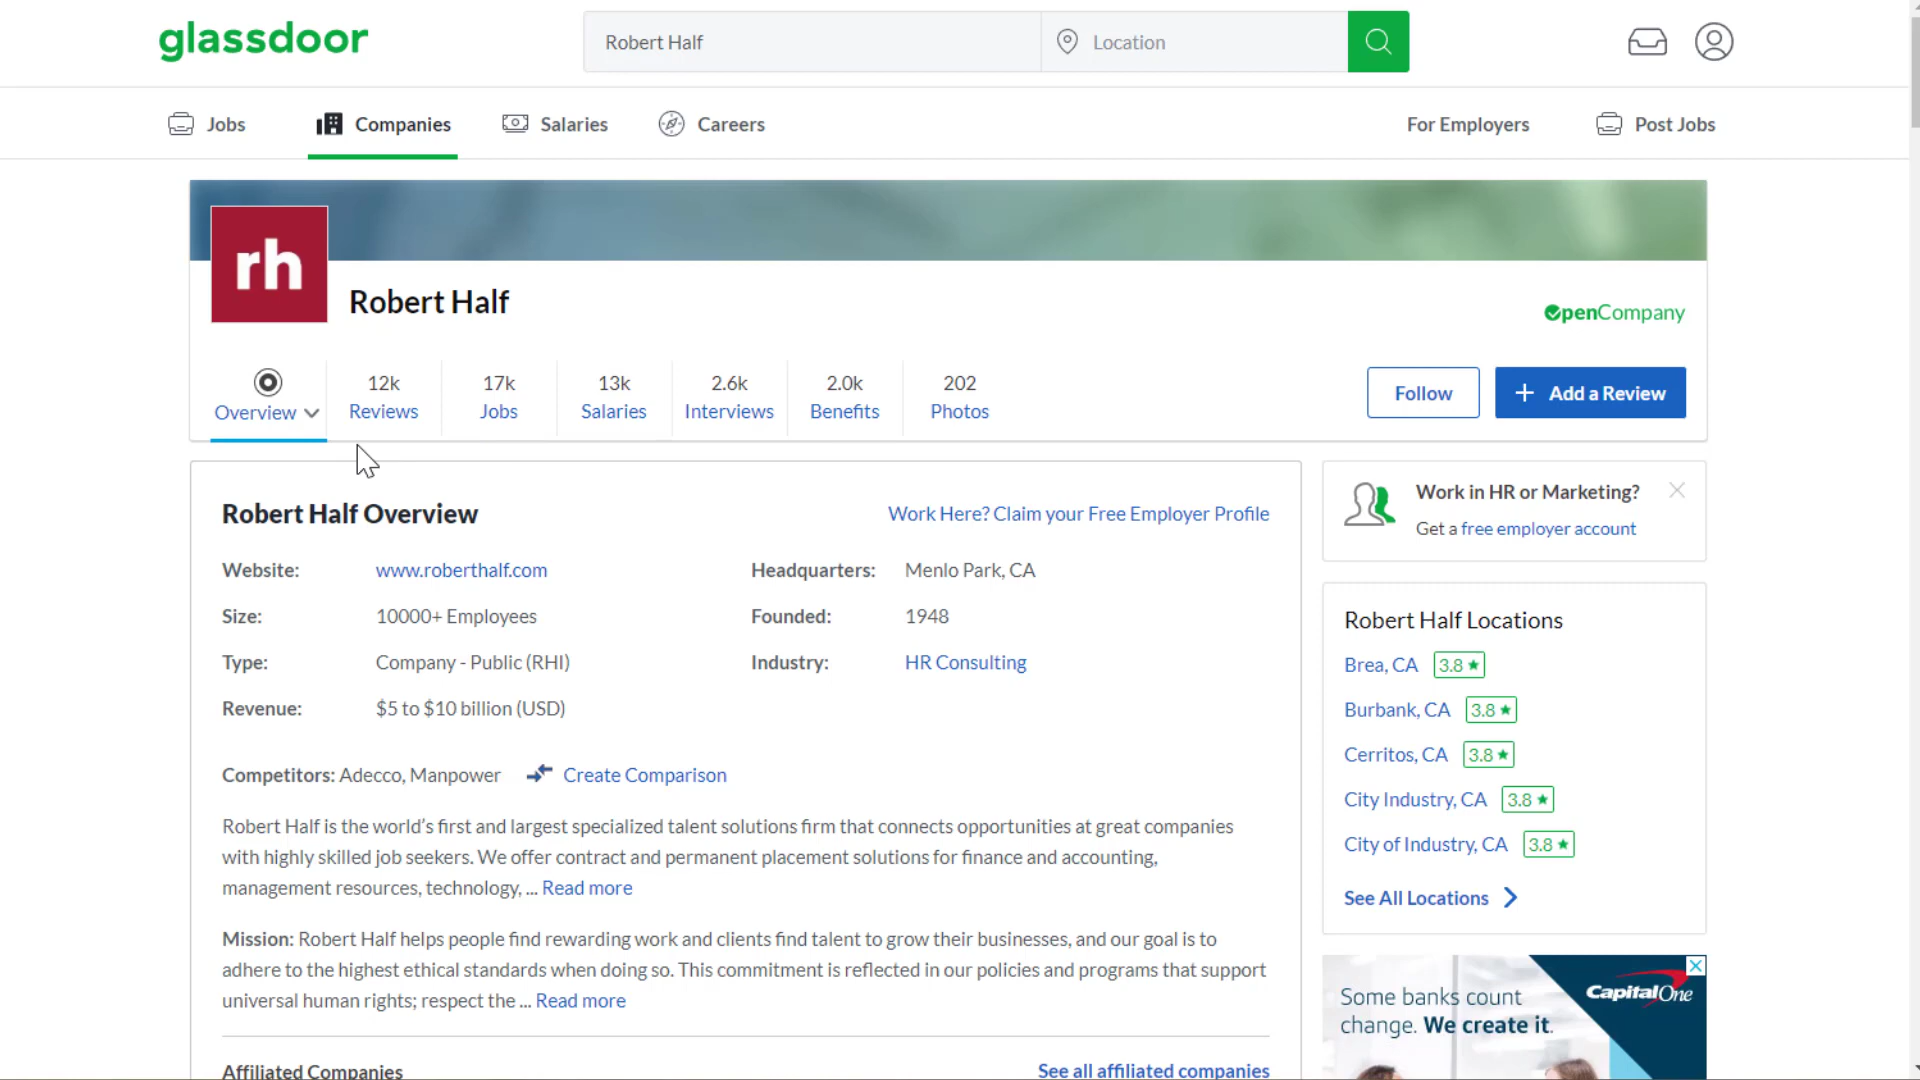 glassdoor
Robert Half
Location
Jobs
Companies
Salaries
Careers
For Employers
Post Jobs
rh
Robert Half
OpenCompany
Overview
12k
Reviews
17k
Jobs
13k
Salaries
2.6k
Interviews
2.0k
Benefits
202
Photos
Follow
+ Add a Review
Robert Half Overview
Work Here? Claim your Free Employer Profile
Website: www.roberthalf.com
Headquarters: Menlo Park, CA
Size: 10000+ Employees
Founded: 1948
Type: Company - Public (RHI)
Industry: HR Consulting
Revenue: $5 to $10 billion (USD)
Competitors: Adecco, Manpower
Create Comparison
Robert Half is the world’s first and largest specialized talent solutions firm that connects opportunities at great companies
with highly skilled job seekers. We offer contract and permanent placement solutions for finance and accounting,
management resources, technology, ... Read more
Mission: Robert Half helps people find rewarding work and clients find talent to grow their businesses, and our goal is to
adhere to the highest ethical standards when doing so. This commitment is reflected in our policies and programs that support
universal human rights; respect the ... Read more
Affiliated Companies
See all affiliated companies
Work in HR or Marketing?
Get a free employer account
Robert Half Locations
Brea, CA 3.8 ★
Burbank, CA 3.8 ★
Cerritos, CA 3.8 ★
City Industry, CA 3.8 ★
City of Industry, CA 3.8 ★
See All Locations
Some banks count
change. We create it.
Capital One